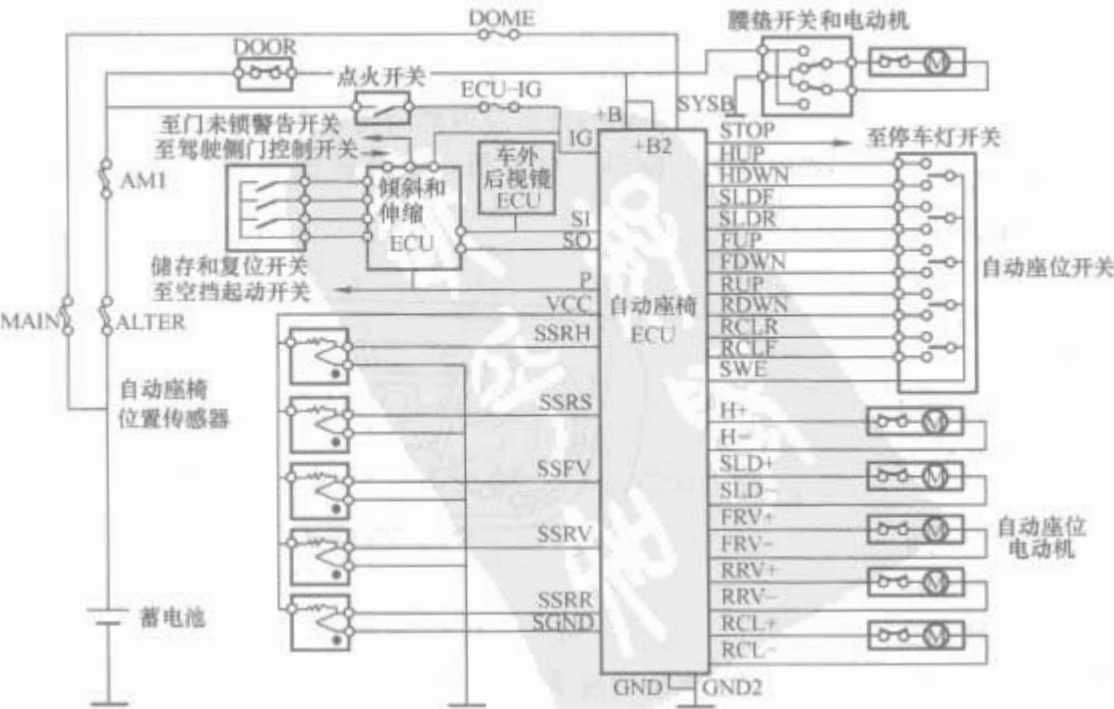 DOME
腰垫开关和电动机
DOOR
点火开关
ECU-IG
SYSB
+B
+B2
IG
至门未锁警告开关
至驾驶侧门控制开关
STOP
至停车灯开关
AM1
倾斜和
伸缩
ECU
车外
后视镜
ECU
SI
SO
HUP
HDWN
SLDF
SLDR
FUP
FDWN
RUP
RDWN
RCLR
RCLF
SWE
自动座位开关
储存和复位开关
至空挡起动开关
P
VCC
自动座椅
ECU
MAIN
ALTER
SSRH
自动座椅
位置传感器
SSRS
SSFV
SSRV
SSRR
SGND
H+
H-
SLD+
SLD-
FRV+
FRV-
RRV+
RRV-
RCL+
RCL-
自动座位
电动机
M
M
M
M
M
M
蓄电池
GND
GND2